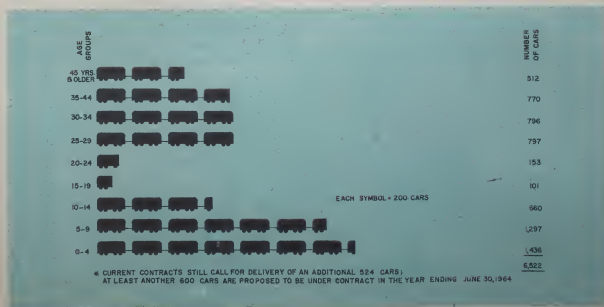 AGE GROUPS
NUMBER OF CARS
45 YRS. & OLDER 512
35-44 770
30-34 796
25-29 797
20-24 153
15-19 101
EACH SYMBOL = 200 CARS
10-14 660
5-9 1,297
0-4 1,436
6,522
* CURRENT CONTRACTS STILL CALL FOR DELIVERY OF AN ADDITIONAL 524 CARS;
AT LEAST ANOTHER 600 CARS ARE PROPOSED TO BE UNDER CONTRACT IN THE YEAR ENDING JUNE 30, 1964